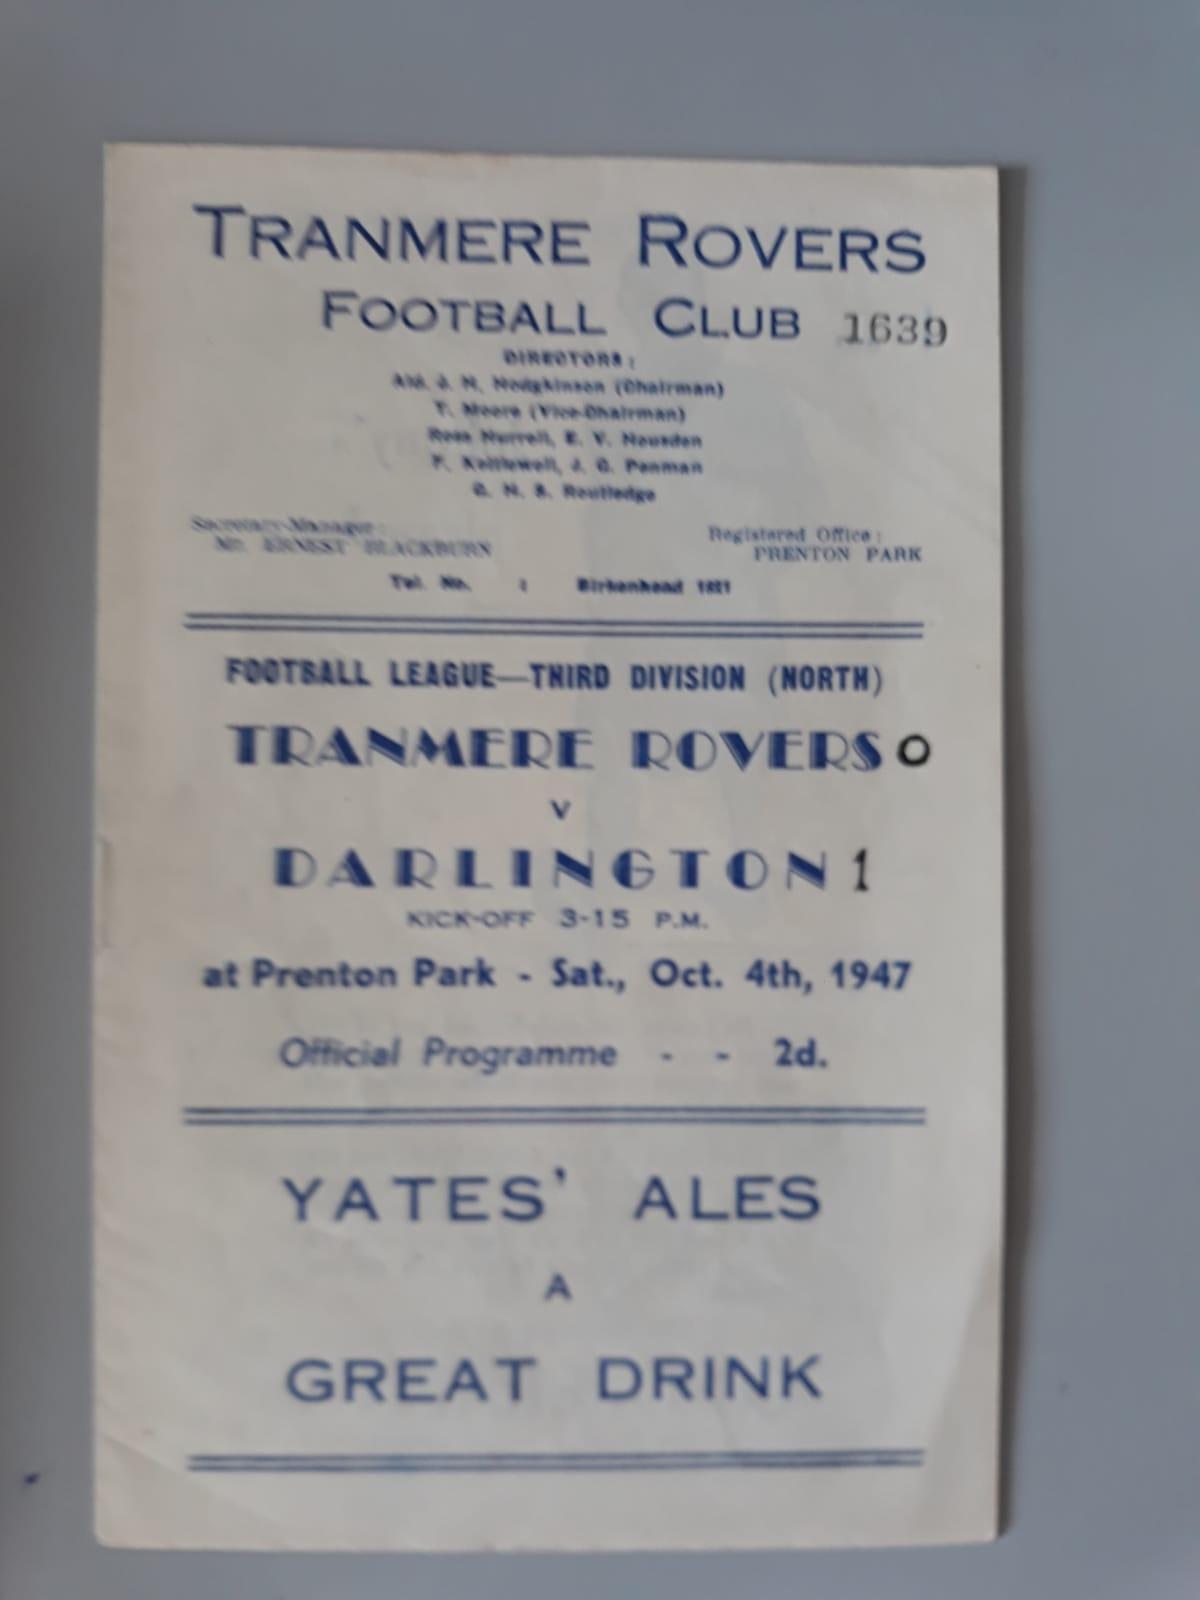 TRANMERE ROVERS
FOOTBALL CLUB 1639
DIRECTORS:
Ald. J. N. Hodgkinson (Chairman)
T. Moore (Vice-Chairman)
Ross Hurrell, E. V. Housden
F. Kettlewell, J. G. Penman
G. H. S. Routledge
Secretary-Manager:
Mr. ERNEST BLACKBURN
Registered Office:
PRENTON PARK
Tel. No. : Birkenhead
FOOTBALL LEAGUE—THIRD DIVISION (NORTH)
TRANMERE ROVERS 0
v
DARLINGTON 1
KICK-OFF 3-15 P.M.
at Prenton Park - Sat., Oct. 4th, 1947
Official Programme - - 2d.
YATES' ALES
A
GREAT DRINK